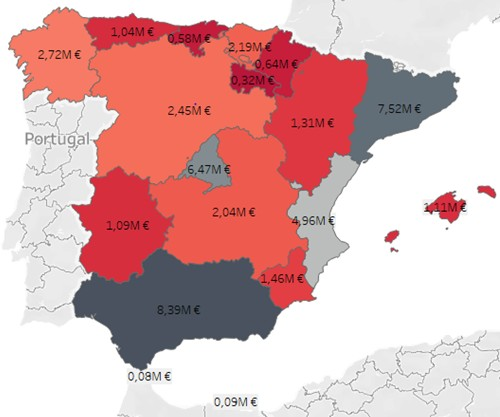 1,04M €
0,58M €
2,19M €
2,72M €
0,64M €
0,32M €
2,45M €
7,52M €
1,31M €
Portugal
6,47M €
1,11M €
2,04M €
4,96M €
1,09M €
1,46M €
8,39M €
0,08M €
0,09M €